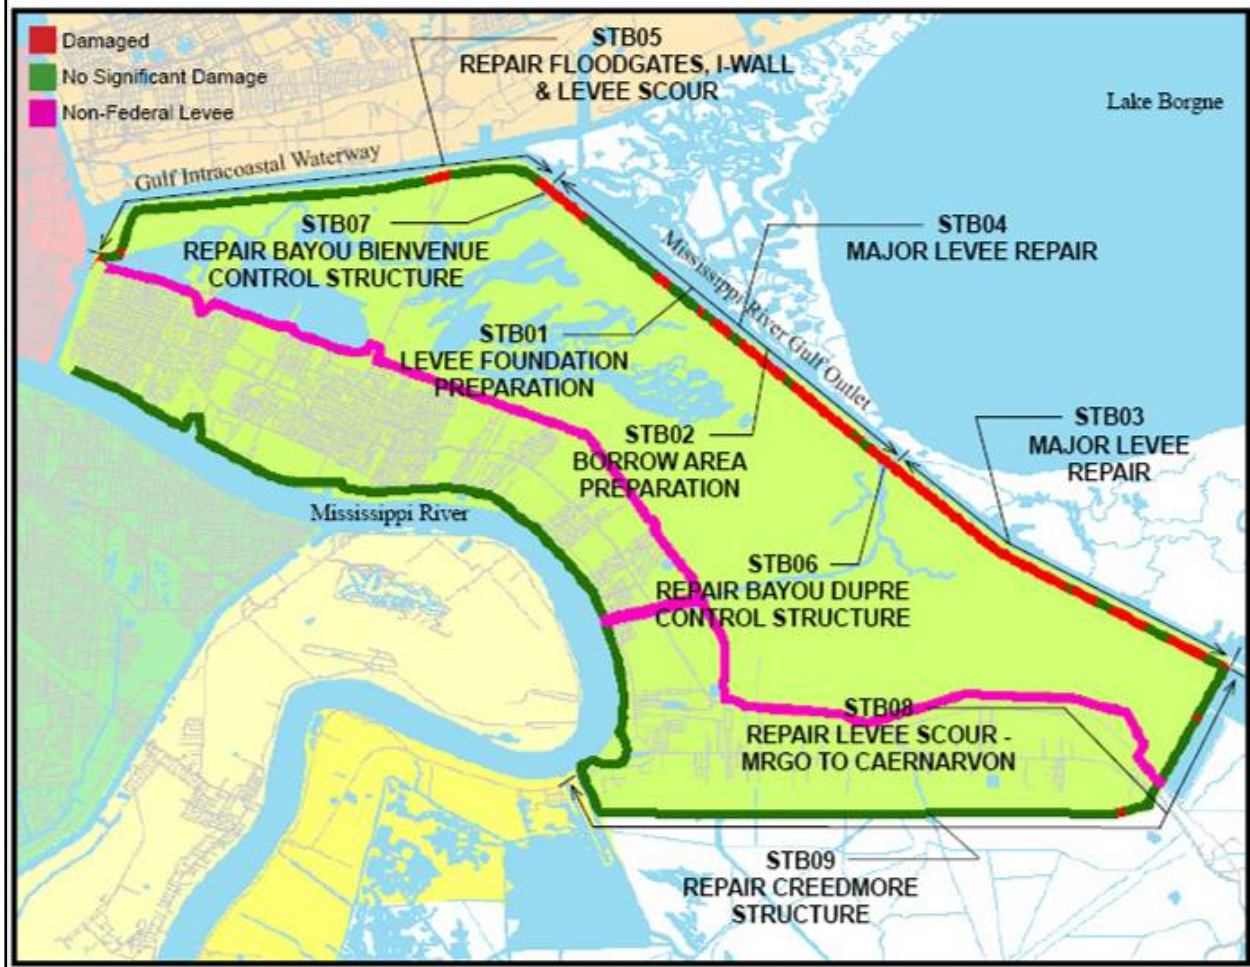 Damaged
No Significant Damage
Non-Federal Levee
STB05
REPAIR FLOODGATES, I-WALL
& LEVEE SCOUR
Lake Borgne
Gulf Intracoastal Waterway
STB07
REPAIR BAYOU BIENVENUE
CONTROL STRUCTURE
STB04
MAJOR LEVEE REPAIR
Mississippi River Gulf Outlet
STB01
LEVEE FOUNDATION
PREPARATION
STB02
BORROW AREA
PREPARATION
STB03
MAJOR LEVEE
REPAIR
Mississippi River
STB06
REPAIR BAYOU DUPRE
CONTROL STRUCTURE
STB08
REPAIR LEVEE SCOUR -
MRGO TO CAERNARVON
STB09
REPAIR CREEDMORE
STRUCTURE